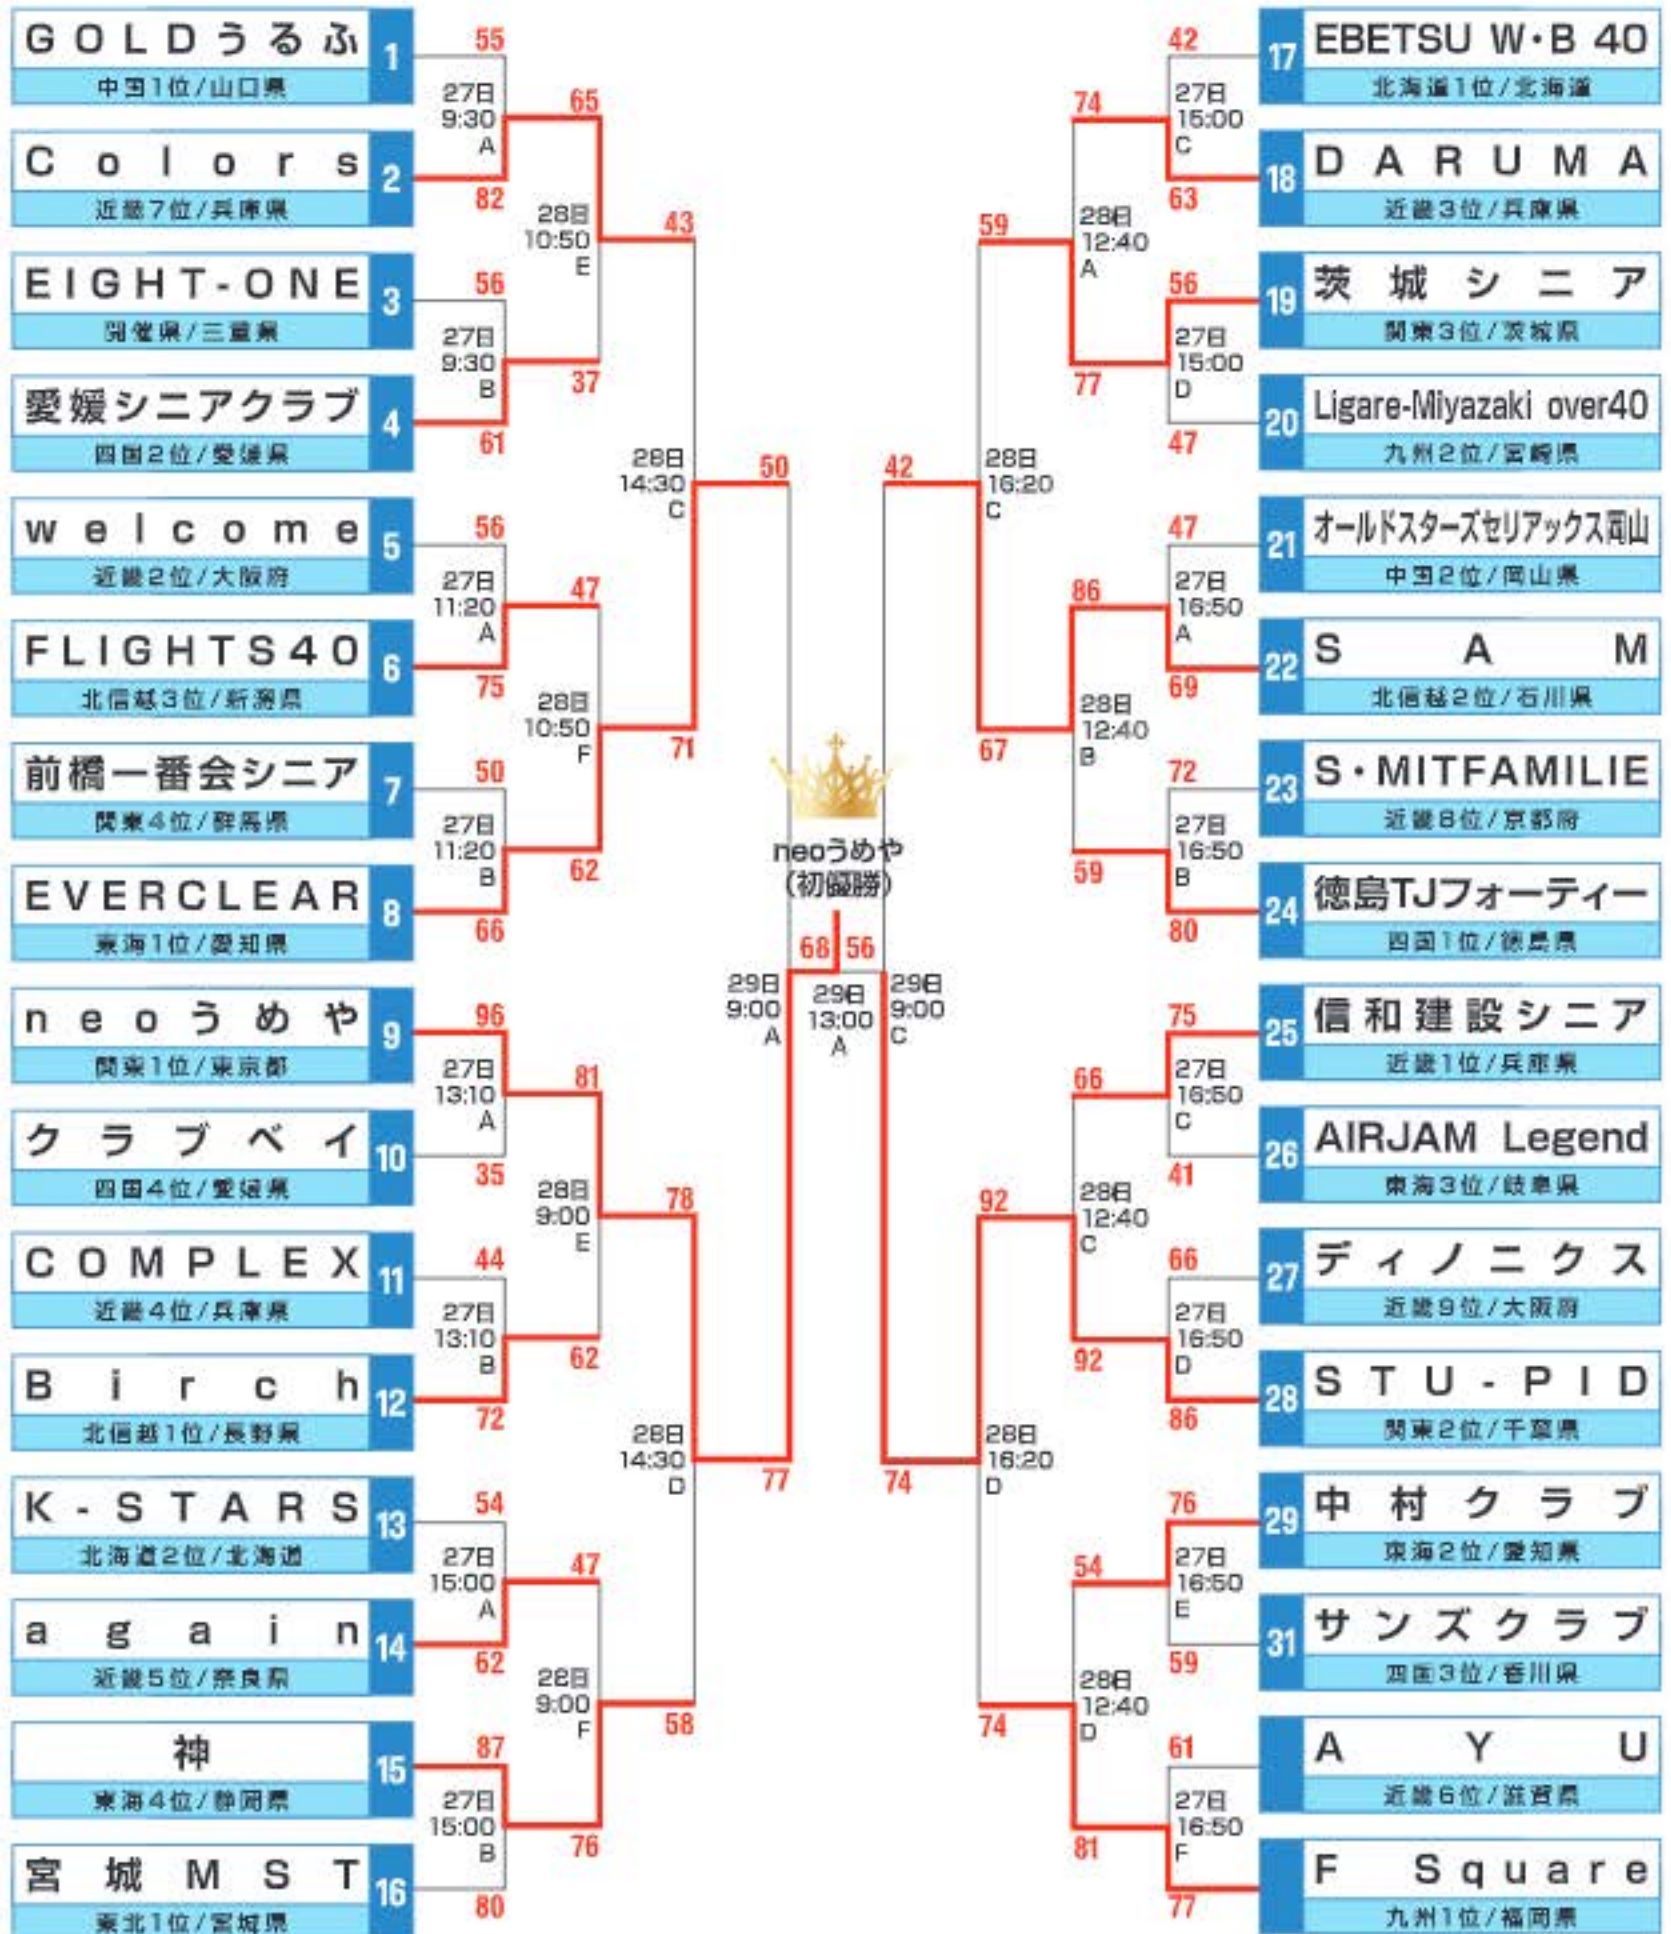 GOLDうるふ
1
中国1位/山口県
Colors
2
近畿7位/兵庫県
EIGHT-ONE
3
開催県/三重県
愛媛シニアクラブ
4
四国2位/愛媛県
welcome
5
近畿2位/大阪府
FLIGHTS40
6
北信越3位/新潟県
前橋一番会シニア
7
関東4位/群馬県
EVERCLEAR
8
東海1位/愛知県
neoうめや
9
関東1位/東京都
クラブベイ
10
四国4位/愛媛県
COMPLEX
11
近畿4位/兵庫県
Birch
12
北信越1位/長野県
K-STARS
13
北海道2位/北海道
again
14
近畿5位/奈良県
神
15
東海4位/静岡県
宮城MST
16
東北1位/宮城県
55
27日
9:30
A
82
56
27日
9:30
B
61
56
27日
11:20
A
75
50
27日
11:20
B
66
96
27日
13:10
A
35
44
27日
13:10
B
72
54
27日
15:00
A
62
87
27日
15:00
B
80
65
28日
10:50
E
37
47
28日
10:50
F
62
81
28日
9:00
E
62
47
28日
9:00
F
76
43
28日
14:30
C
71
78
28日
14:30
D
58
50
29日
9:00
A
77
neoうめや
(初優勝)
68 56
29日
13:00
A
42
29日
9:00
C
74
59
28日
16:20
C
67
92
28日
16:20
D
74
74
28日
12:40
A
77
86
28日
12:40
B
59
66
28日
12:40
C
92
54
28日
12:40
D
81
42
27日
15:00
C
63
56
27日
15:00
D
47
47
27日
16:50
A
69
72
27日
16:50
B
80
75
27日
16:50
C
41
66
27日
16:50
D
86
76
27日
16:50
E
59
61
27日
16:50
F
77
17
EBETSU W・B 40
北海道1位/北海道
18
DARUMA
近畿3位/兵庫県
19
茨城シニア
関東3位/茨城県
20
Ligare-Miyazaki over40
九州2位/宮崎県
21
オールドスターズセリアックス岡山
中国2位/岡山県
22
SAM
北信越2位/石川県
23
S・MITFAMILIE
近畿8位/京都府
24
徳島TJフォーティー
四国1位/徳島県
25
信和建設シニア
近畿1位/兵庫県
26
AIRJAM Legend
東海3位/岐阜県
27
ディノニクス
近畿9位/大阪府
28
STU-PID
関東2位/千葉県
29
中村クラブ
東海2位/愛知県
31
サンズクラブ
四国3位/香川県
AYU
近畿6位/滋賀県
F Square
九州1位/福岡県